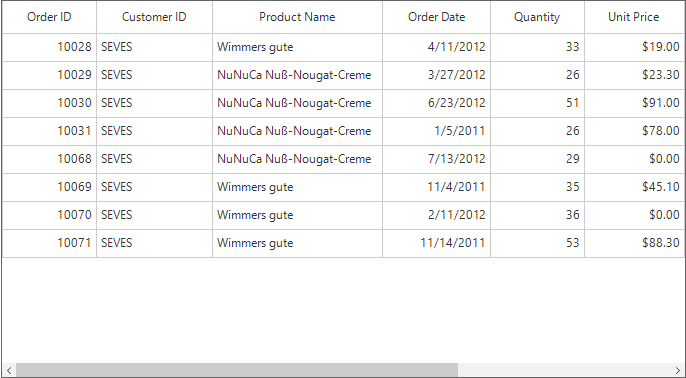 Order ID Customer ID Product Name Order Date Quantity Unit Price
10028 SEVES Wimmers gute 4/11/2012 33 $19.00
10029 SEVES NuNuCa Nuß-Nougat-Creme 3/27/2012 26 $23.30
10030 SEVES NuNuCa Nuß-Nougat-Creme 6/23/2012 51 $91.00
10031 SEVES NuNuCa Nuß-Nougat-Creme 1/5/2011 26 $78.00
10068 SEVES NuNuCa Nuß-Nougat-Creme 7/13/2012 29 $0.00
10069 SEVES Wimmers gute 11/4/2011 35 $45.10
10070 SEVES Wimmers gute 2/11/2012 36 $0.00
10071 SEVES Wimmers gute 11/14/2011 53 $88.30